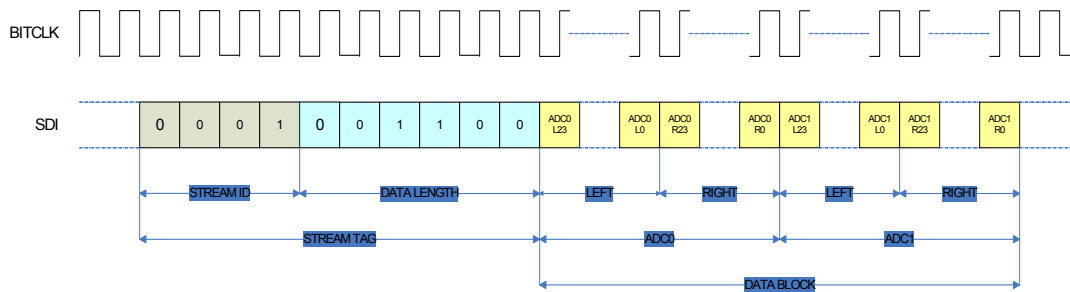 BITCLK
SDI
0 0 0 1 0 0 1 1 0 0
ADC0 L23
ADC0 L0
ADC0 R23
ADC0 R0
ADC1 L23
ADC1 L0
ADC1 R23
ADC1 R0
STREAM ID DATA LENGTH LEFT RIGHT LEFT RIGHT
STREAM TAG ADC0 ADC1
DATA BLOCK